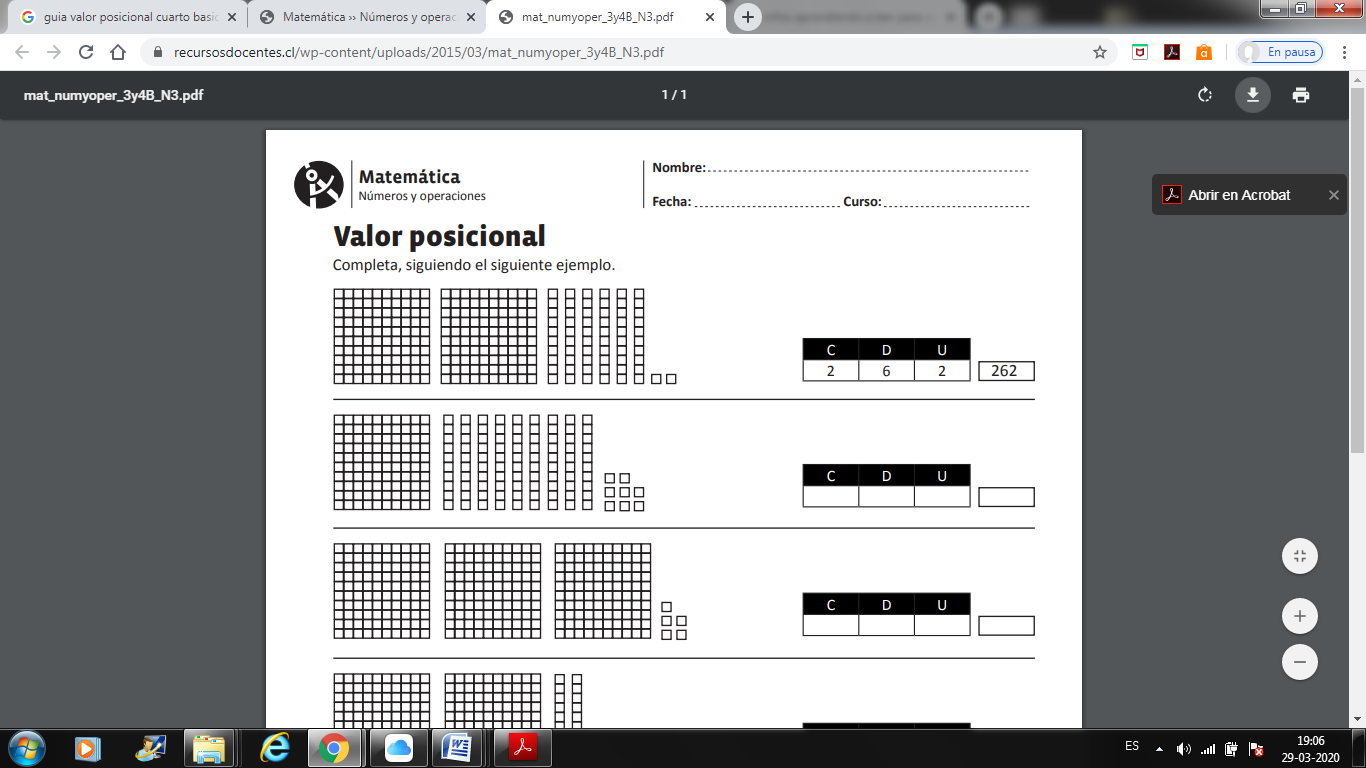 guia valor posicional cuarto basic
Matemática ›› Números y operac
mat_numyoper_3y4B_N3.pdf
recursosdocentes.cl/wp-content/uploads/2015/03/mat_numyoper_3y4B_N3.pdf
En pausa
mat_numyoper_3y4B_N3.pdf
1 / 1
Abrir en Acrobat
Matemática
Números y operaciones
Nombre:
Fecha: Curso:
Valor posicional
Completa, siguiendo el siguiente ejemplo.
C D U
2 6 2 262
C D U
C D U
ES
19:06
29-03-2020